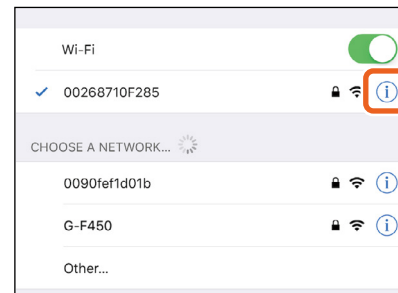 Wi-Fi
00268710F285
CHOOSE A NETWORK...
0090fef1d01b
G-F450
Other...